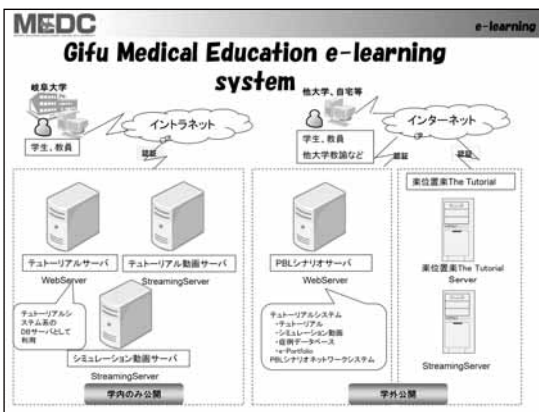 MEDC
e-learning
Gifu Medical Education e-learning
system
岐阜大学
イントラネット
学生、教員
認証
他大学、自宅等
インターネット
学生、教員
他大学教諭など
認証
認証
テュートーリアルサーバ
WebServer
テュートーリアル動画サーバ
StreamingServer
テュートーリアルシ
ステム系の
DBサーバとして
利用
シミュレーション動画サーバ
StreamingServer
学内のみ公開
PBLシナリオサーバ
WebServer
テュートーリアルシステム
・テュートーリアル
・シミュレーション動画
・症例データベース
・e-Portfolio
PBLシナリオネットワークシステム
楽位置楽The Tutorial
楽位置楽The Tutorial
Server
StreamingServer
学外公開